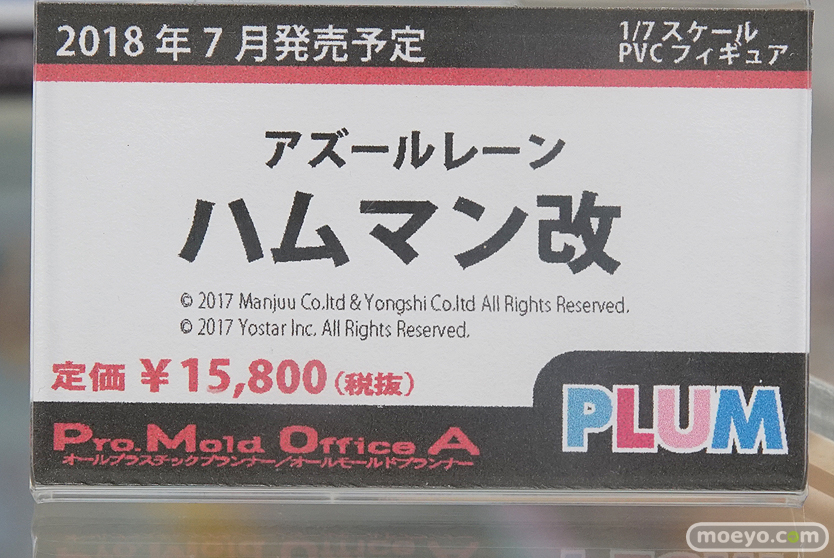 2018年7月発売予定
1/7スケール
PVCフィギュア
アズールレーン
ハムマン改
© 2017 Manjuu Co.ltd & Yongshi Co.ltd All Rights Reserved.
© 2017 Yostar Inc. All Rights Reserved.
定価 ¥15,800(税抜)
Pro.Mold Office A
オールプラスチックプランナー/オールモールドプランナー
PLUM
moeyo.com